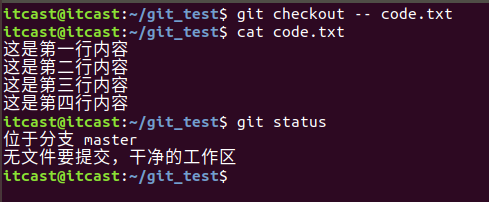 itcast@itcast:~/git_test$ git checkout -- code.txt
itcast@itcast:~/git_test$ cat code.txt
这是第一行内容
这是第二行内容
这是第三行内容
这是第四行内容
itcast@itcast:~/git_test$ git status
位于分支 master
无文件要提交，干净的工作区
itcast@itcast:~/git_test$